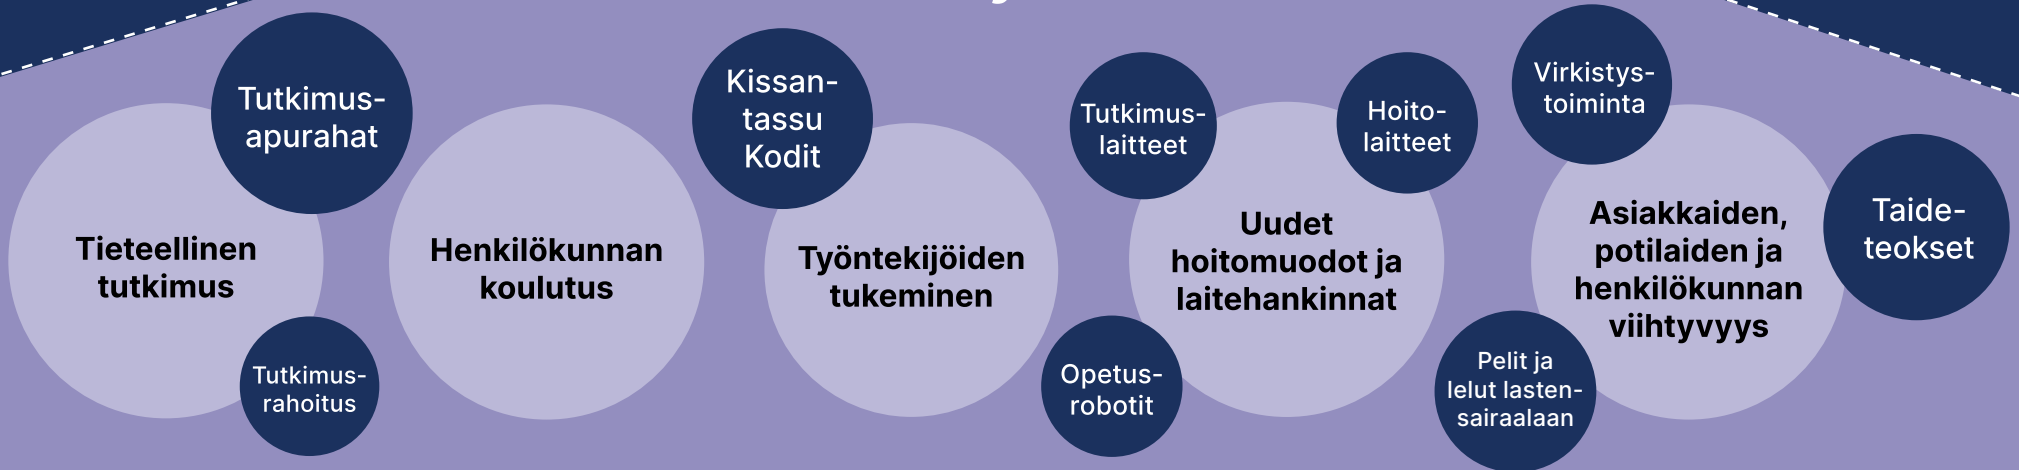 Tutkimus-
apurahat
Tieteellinen
tutkimus
Tutkimus-
rahoitus
Henkilökunnan
koulutus
Kissan-
tassu
Kodit
Työntekijöiden
tukeminen
Tutkimus-
laitteet
Hoito-
laitteet
Uudet
hoitomuodot ja
laitehankinnat
Opetus-
robotit
Virkistys-
toiminta
Asiakkaiden,
potilaiden ja
henkilökunnan
viihtyvyys
Taide-
teokset
Pelit ja
lelut lasten-
sairaalaan